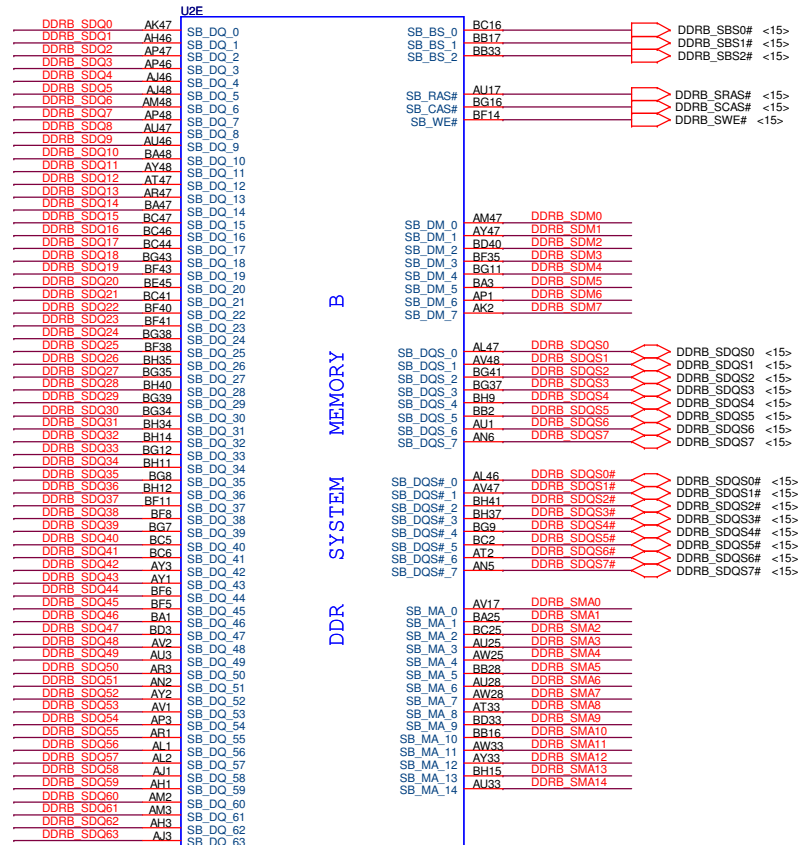 U2E
DDRB_SDQ0 AK47 SB_DQ_0
DDRB_SDQ1 AH46 SB_DQ_1
DDRB_SDQ2 AP47 SB_DQ_2
DDRB_SDQ3 AP46 SB_DQ_3
DDRB_SDQ4 AJ46 SB_DQ_4
DDRB_SDQ5 AJ48 SB_DQ_5
DDRB_SDQ6 AM48 SB_DQ_6
DDRB_SDQ7 AP48 SB_DQ_7
DDRB_SDQ8 AU47 SB_DQ_8
DDRB_SDQ9 AU46 SB_DQ_9
DDRB_SDQ10 BA48 SB_DQ_10
DDRB_SDQ11 AY48 SB_DQ_11
DDRB_SDQ12 AT47 SB_DQ_12
DDRB_SDQ13 AR47 SB_DQ_13
DDRB_SDQ14 BA47 SB_DQ_14
DDRB_SDQ15 BC47 SB_DQ_15
DDRB_SDQ16 BC46 SB_DQ_16
DDRB_SDQ17 BC44 SB_DQ_17
DDRB_SDQ18 BG43 SB_DQ_18
DDRB_SDQ19 BF43 SB_DQ_19
DDRB_SDQ20 BE45 SB_DQ_20
DDRB_SDQ21 BC41 SB_DQ_21
DDRB_SDQ22 BF40 SB_DQ_22
DDRB_SDQ23 BF41 SB_DQ_23
DDRB_SDQ24 BG38 SB_DQ_24
DDRB_SDQ25 BF38 SB_DQ_25
DDRB_SDQ26 BH35 SB_DQ_26
DDRB_SDQ27 BG35 SB_DQ_27
DDRB_SDQ28 BH40 SB_DQ_28
DDRB_SDQ29 BG39 SB_DQ_29
DDRB_SDQ30 BG34 SB_DQ_30
DDRB_SDQ31 BH34 SB_DQ_31
DDRB_SDQ32 BH14 SB_DQ_32
DDRB_SDQ33 BG12 SB_DQ_33
DDRB_SDQ34 BH11 SB_DQ_34
DDRB_SDQ35 BG8 SB_DQ_35
DDRB_SDQ36 BH12 SB_DQ_36
DDRB_SDQ37 BF11 SB_DQ_37
DDRB_SDQ38 BF8 SB_DQ_38
DDRB_SDQ39 BG7 SB_DQ_39
DDRB_SDQ40 BC5 SB_DQ_40
DDRB_SDQ41 BC6 SB_DQ_41
DDRB_SDQ42 AY3 SB_DQ_42
DDRB_SDQ43 AY1 SB_DQ_43
DDRB_SDQ44 BF6 SB_DQ_44
DDRB_SDQ45 BF5 SB_DQ_45
DDRB_SDQ46 BA1 SB_DQ_46
DDRB_SDQ47 BD3 SB_DQ_47
DDRB_SDQ48 AV2 SB_DQ_48
DDRB_SDQ49 AU3 SB_DQ_49
DDRB_SDQ50 AR3 SB_DQ_50
DDRB_SDQ51 AN2 SB_DQ_51
DDRB_SDQ52 AY2 SB_DQ_52
DDRB_SDQ53 AV1 SB_DQ_53
DDRB_SDQ54 AP3 SB_DQ_54
DDRB_SDQ55 AR1 SB_DQ_55
DDRB_SDQ56 AL1 SB_DQ_56
DDRB_SDQ57 AL2 SB_DQ_57
DDRB_SDQ58 AJ1 SB_DQ_58
DDRB_SDQ59 AH1 SB_DQ_59
DDRB_SDQ60 AM2 SB_DQ_60
DDRB_SDQ61 AM3 SB_DQ_61
DDRB_SDQ62 AH3 SB_DQ_62
DDRB_SDQ63 AJ3 SB_DQ_63
DDR SYSTEM MEMORY B
SB_BS_0 BC16 DDRB_SBS0# <15>
SB_BS_1 BB17 DDRB_SBS1# <15>
SB_BS_2 BB33 DDRB_SBS2# <15>
SB_RAS# AU17 DDRB_SRAS# <15>
SB_CAS# BG16 DDRB_SCAS# <15>
SB_WE# BF14 DDRB_SWE# <15>
SB_DM_0 AM47 DDRB_SDM0
SB_DM_1 AY47 DDRB_SDM1
SB_DM_2 BD40 DDRB_SDM2
SB_DM_3 BF35 DDRB_SDM3
SB_DM_4 BG11 DDRB_SDM4
SB_DM_5 BA3 DDRB_SDM5
SB_DM_6 AP1 DDRB_SDM6
SB_DM_7 AK2 DDRB_SDM7
SB_DQS_0 AL47 DDRB_SDQS0 DDRB_SDQS0 <15>
SB_DQS_1 AV48 DDRB_SDQS1 DDRB_SDQS1 <15>
SB_DQS_2 BG41 DDRB_SDQS2 DDRB_SDQS2 <15>
SB_DQS_3 BG37 DDRB_SDQS3 DDRB_SDQS3 <15>
SB_DQS_4 BH9 DDRB_SDQS4 DDRB_SDQS4 <15>
SB_DQS_5 BB2 DDRB_SDQS5 DDRB_SDQS5 <15>
SB_DQS_6 AU1 DDRB_SDQS6 DDRB_SDQS6 <15>
SB_DQS_7 AN6 DDRB_SDQS7 DDRB_SDQS7 <15>
SB_DQS#_0 AL46 DDRB_SDQS0# DDRB_SDQS0# <15>
SB_DQS#_1 AV47 DDRB_SDQS1# DDRB_SDQS1# <15>
SB_DQS#_2 BH41 DDRB_SDQS2# DDRB_SDQS2# <15>
SB_DQS#_3 BH37 DDRB_SDQS3# DDRB_SDQS3# <15>
SB_DQS#_4 BG9 DDRB_SDQS4# DDRB_SDQS4# <15>
SB_DQS#_5 BC2 DDRB_SDQS5# DDRB_SDQS5# <15>
SB_DQS#_6 AT2 DDRB_SDQS6# DDRB_SDQS6# <15>
SB_DQS#_7 AN5 DDRB_SDQS7# DDRB_SDQS7# <15>
SB_MA_0 AV17 DDRB_SMA0
SB_MA_1 BA25 DDRB_SMA1
SB_MA_2 BC25 DDRB_SMA2
SB_MA_3 AU25 DDRB_SMA3
SB_MA_4 AW25 DDRB_SMA4
SB_MA_5 BB28 DDRB_SMA5
SB_MA_6 AU28 DDRB_SMA6
SB_MA_7 AW28 DDRB_SMA7
SB_MA_8 AT33 DDRB_SMA8
SB_MA_9 BD33 DDRB_SMA9
SB_MA_10 BB16 DDRB_SMA10
SB_MA_11 AW33 DDRB_SMA11
SB_MA_12 AY33 DDRB_SMA12
SB_MA_13 BH15 DDRB_SMA13
SB_MA_14 AU33 DDRB_SMA14